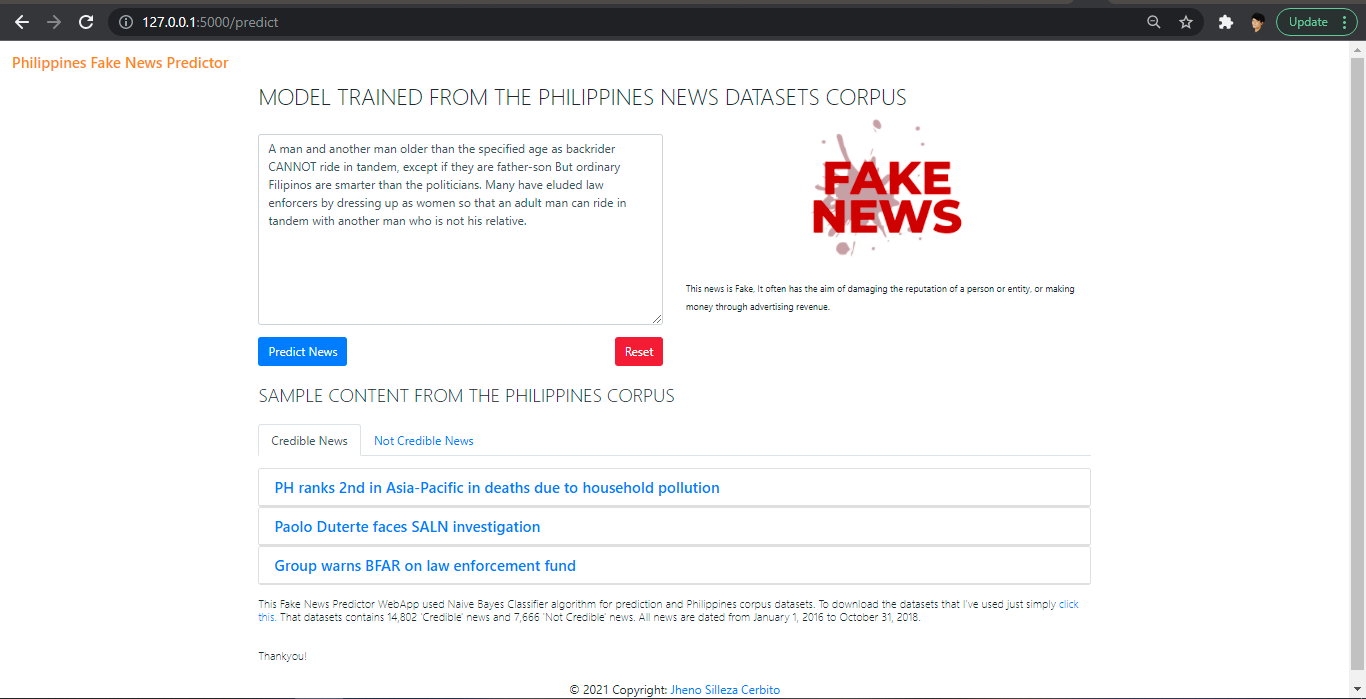 127.0.0.1:5000/predict
Update
Philippines Fake News Predictor
MODEL TRAINED FROM THE PHILIPPINES NEWS DATASETS CORPUS
A man and another man older than the specified age as backrider
CANNOT ride in tandem, except if they are father-son But ordinary
Filipinos are smarter than the politicians. Many have eluded law
enforcers by dressing up as women so that an adult man can ride in
tandem with another man who is not his relative.
FAKE
NEWS
This news is Fake, It often has the aim of damaging the reputation of a person or entity, or making
money through advertising revenue.
Predict News
Reset
SAMPLE CONTENT FROM THE PHILIPPINES CORPUS
Credible News
Not Credible News
PH ranks 2nd in Asia-Pacific in deaths due to household pollution
Paolo Duterte faces SALN investigation
Group warns BFAR on law enforcement fund
This Fake News Predictor WebApp used Naive Bayes Classifier algorithm for prediction and Philippines corpus datasets. To download the datasets that I've used just simply click
this. That datasets contains 14,802 'Credible' news and 7,666 'Not Credible' news. All news are dated from January 1, 2016 to October 31, 2018.
Thankyou!
© 2021 Copyright: Jheno Silleza Cerbito